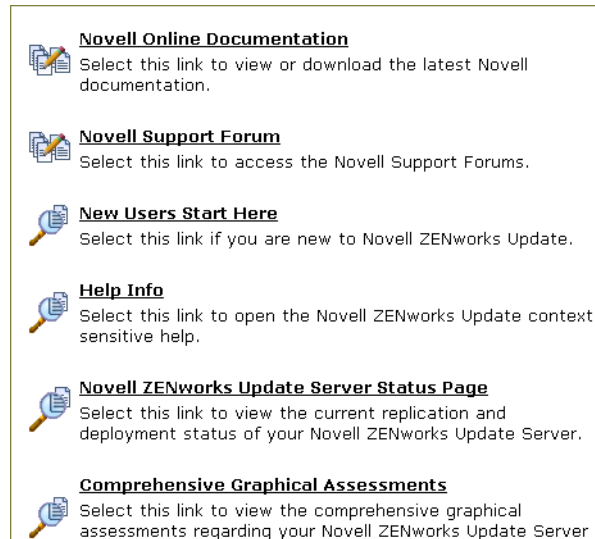 Novell Online Documentation
Select this link to view or download the latest Novell
documentation.
Novell Support Forum
Select this link to access the Novell Support Forums.
New Users Start Here
Select this link if you are new to Novell ZENworks Update.
Help Info
Select this link to open the Novell ZENworks Update context
sensitive help.
Novell ZENworks Update Server Status Page
Select this link to view the current replication and
deployment status of your Novell ZENworks Update Server.
Comprehensive Graphical Assessments
Select this link to view the comprehensive graphical
assessments regarding your Novell ZENworks Update Server